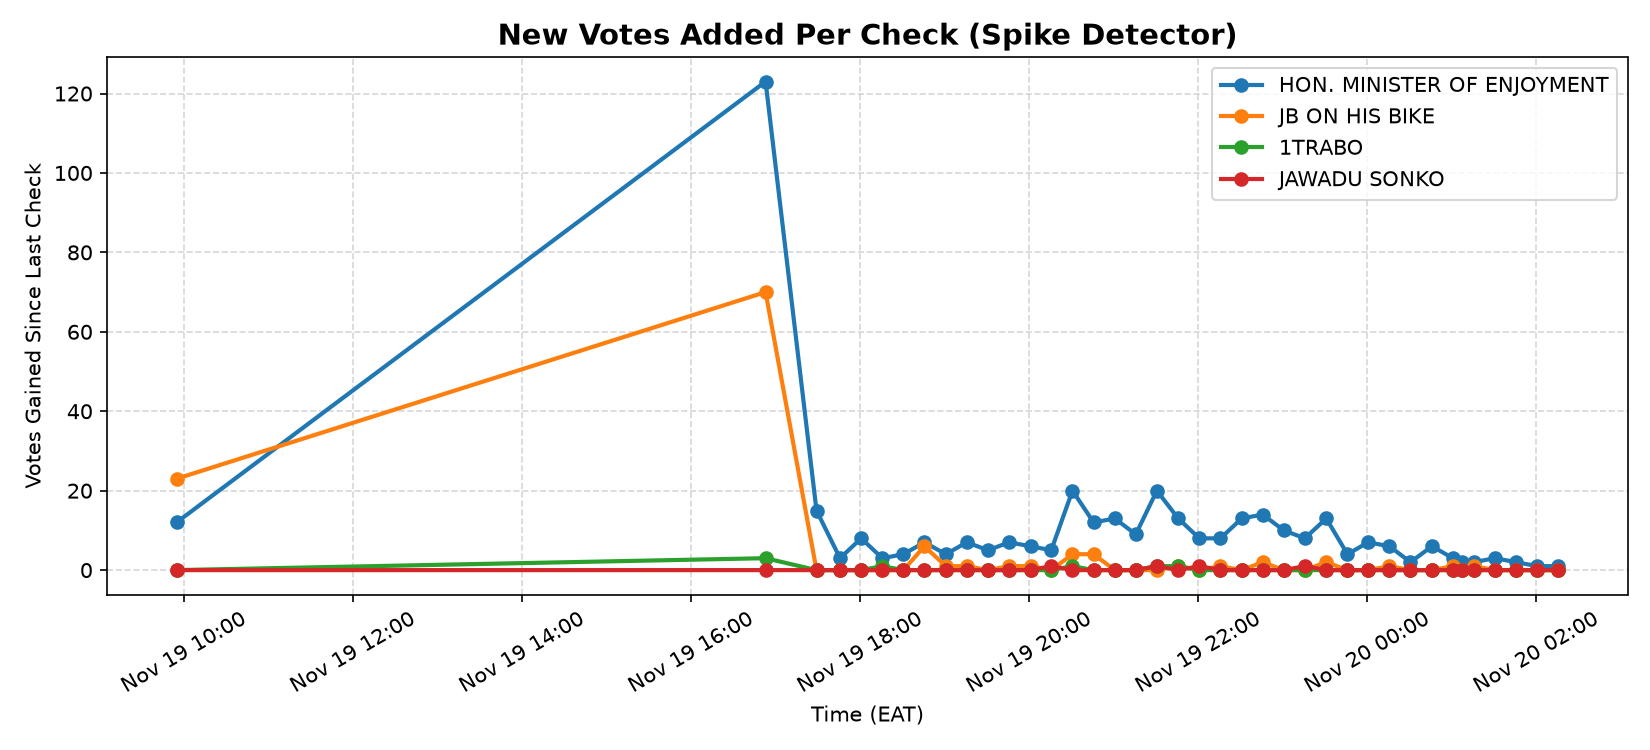 New Votes Added Per Check (Spike Detector)
HON. MINISTER OF ENJOYMENT
JB ON HIS BIKE
1TRABO
JAWADU SONKO
Votes Gained Since Last Check
120
100
80
60
40
20
0
Nov 19 10:00
Nov 19 12:00
Nov 19 14:00
Nov 19 16:00
Nov 19 18:00
Nov 19 20:00
Nov 19 22:00
Nov 20 00:00
Nov 20 02:00
Time (EAT)